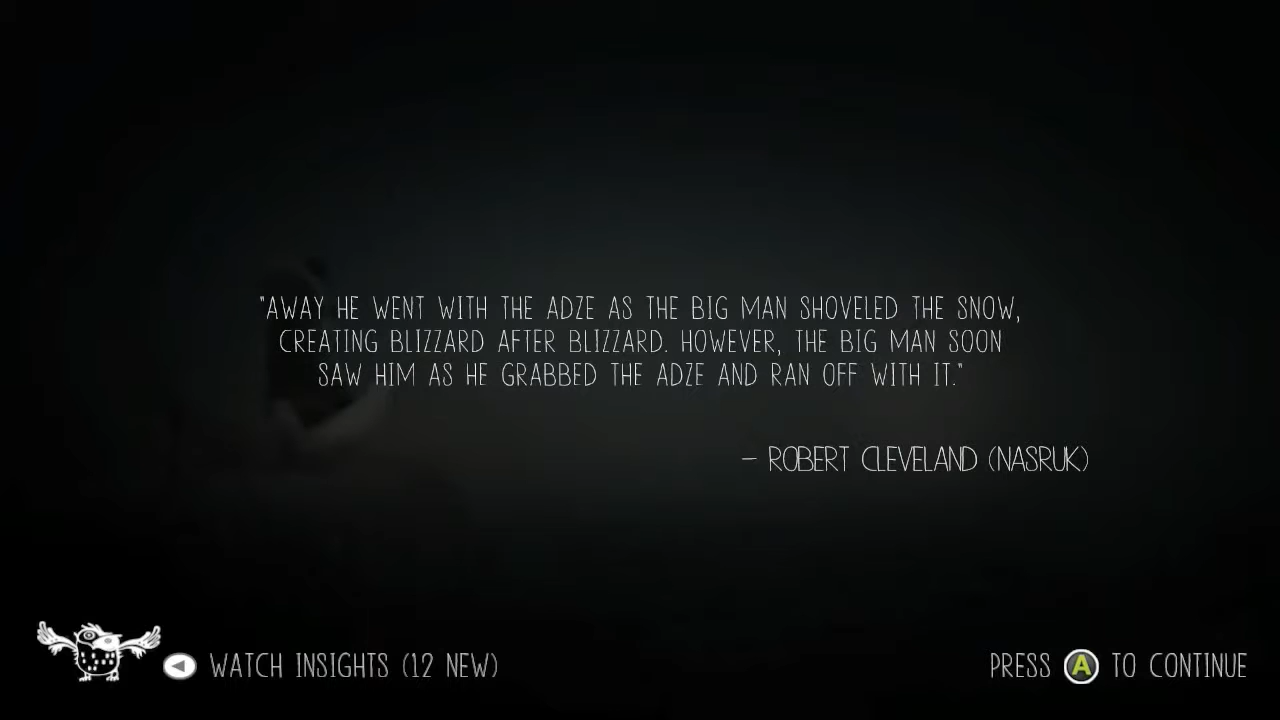 "AWAY HE WENT WITH THE ADZE AS THE BIG MAN SHOVELED THE SNOW,
CREATING BLIZZARD AFTER BLIZZARD. HOWEVER, THE BIG MAN SOON
SAW HIM AS HE GRABBED THE ADZE AND RAN OFF WITH IT."
– ROBERT CLEVELAND (NASRUK)
WATCH INSIGHTS (12 NEW)
PRESS A TO CONTINUE